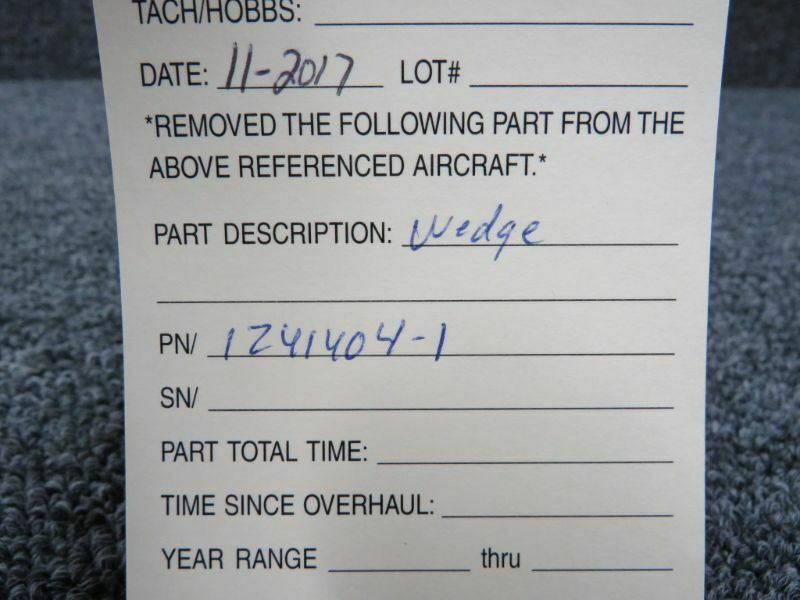 TACH/HOBBS:
DATE: 11-2017 LOT#
*REMOVED THE FOLLOWING PART FROM THE
ABOVE REFERENCED AIRCRAFT.*
PART DESCRIPTION: Wedge
PN/ 1241404-1
SN/
PART TOTAL TIME:
TIME SINCE OVERHAUL:
YEAR RANGE thru